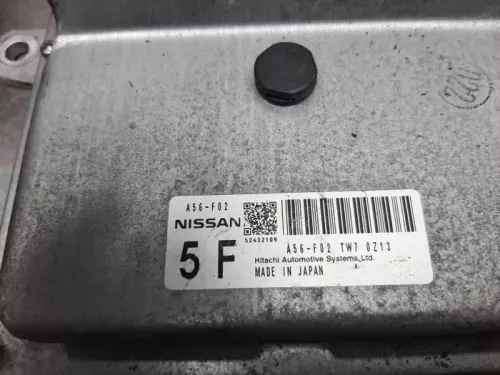 A56-F02
NISSAN
52432189
5 F
A56-F02 TW7 0Z13
Hitachi Automotive Systems,Ltd.
MADE IN JAPAN